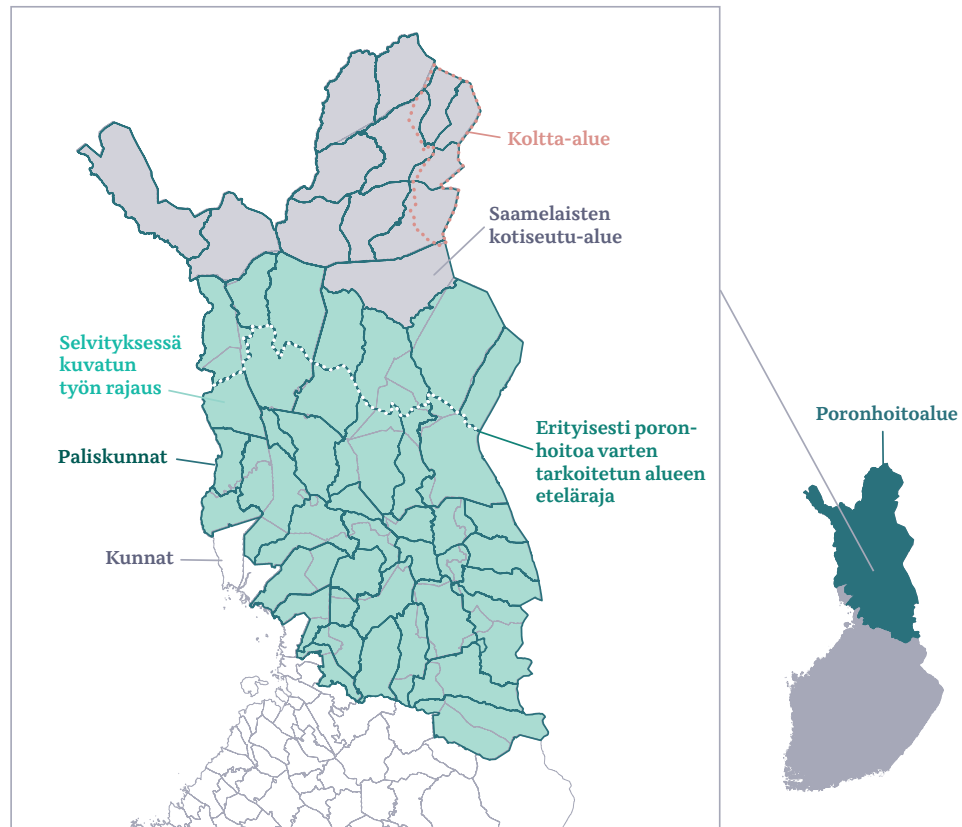 Koltta-alue
Saamelaisten
kotiseutu-alue
Selvityksessä
kuvatun
työn rajaus
Paliskunnat
Erityisesti poron-
hoitoa varten
tarkoitetun alueen
eteläraja
Kunnat
Poronhoitoalue